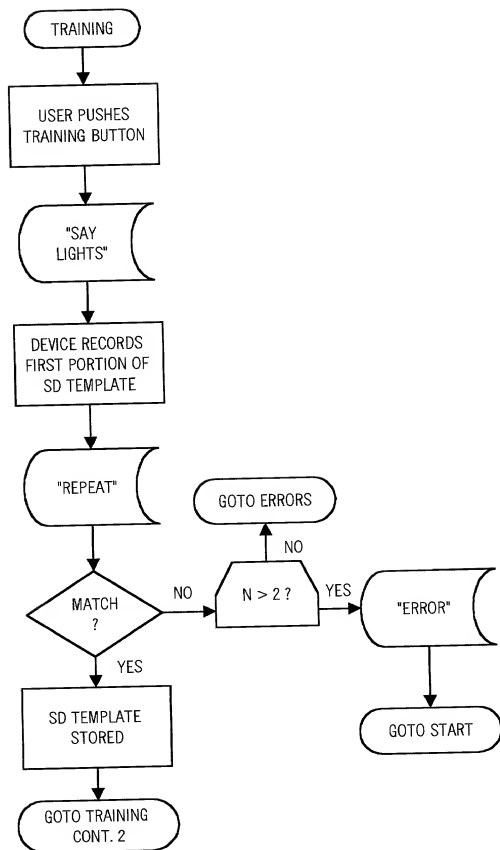 TRAINING
USER PUSHES
TRAINING BUTTON
"SAY
LIGHTS"
DEVICE RECORDS
FIRST PORTION OF
SD TEMPLATE
"REPEAT"
GOTO ERRORS
NO
MATCH
?
NO
N > 2 ?
YES
"ERROR"
YES
SD TEMPLATE
STORED
GOTO START
GOTO TRAINING
CONT. 2